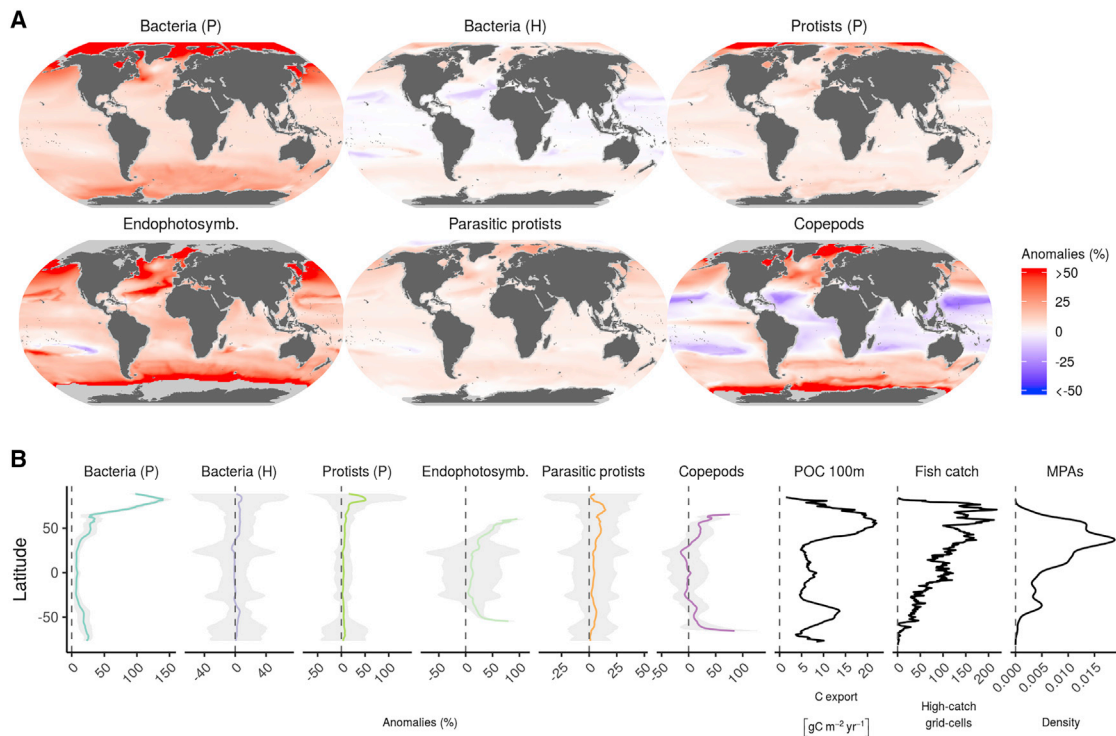 A
Bacteria (P) Bacteria (H) Protists (P)
Endophotosymb. Parasitic protists Copepods
Anomalies (%)
>50
25
0
-25
<-50
B
Bacteria (P) Bacteria (H) Protists (P) Endophotosymb. Parasitic protists Copepods POC 100m Fish catch MPAs
Latitude
50
0
-50
0 50 100 150
-40 0 40
-50 0 50 100
-50 0 50 100
-50 -25 0 25 50
-50 0 50 100
0 5 10 15 20
0 50 100 150 200
0.000 0.005 0.010 0.015
Anomalies (%)
C export
[gC m⁻² yr⁻¹]
High-catch
grid-cells
Density